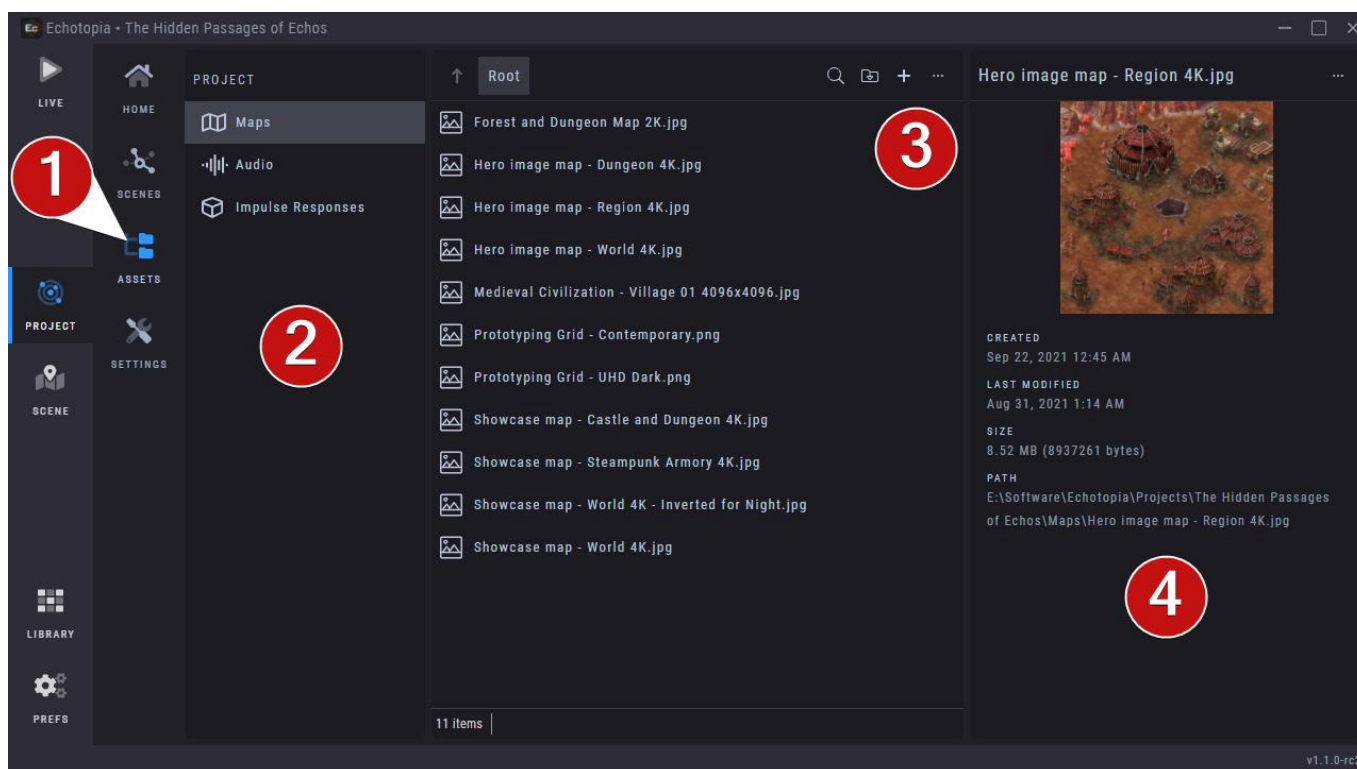 Ec Echotopia • The Hidden Passages of Echos
LIVE
PROJECT
SCENE
LIBRARY
PREFS
HOME
SCENES
ASSETS
SETTINGS
1
PROJECT
Maps
Audio
Impulse Responses
2
Root
Forest and Dungeon Map 2K.jpg
Hero image map - Dungeon 4K.jpg
Hero image map - Region 4K.jpg
Hero image map - World 4K.jpg
Medieval Civilization - Village 01 4096x4096.jpg
Prototyping Grid - Contemporary.png
Prototyping Grid - UHD Dark.png
Showcase map - Castle and Dungeon 4K.jpg
Showcase map - Steampunk Armory 4K.jpg
Showcase map - World 4K - Inverted for Night.jpg
Showcase map - World 4K.jpg
11 items
3
Hero image map - Region 4K.jpg
CREATED
Sep 22, 2021 12:45 AM
LAST MODIFIED
Aug 31, 2021 1:14 AM
SIZE
8.52 MB (8937261 bytes)
PATH
E:\Software\Echotopia\Projects\The Hidden Passages
of Echos\Maps\Hero image map - Region 4K.jpg
4
v1.1.0-rc2